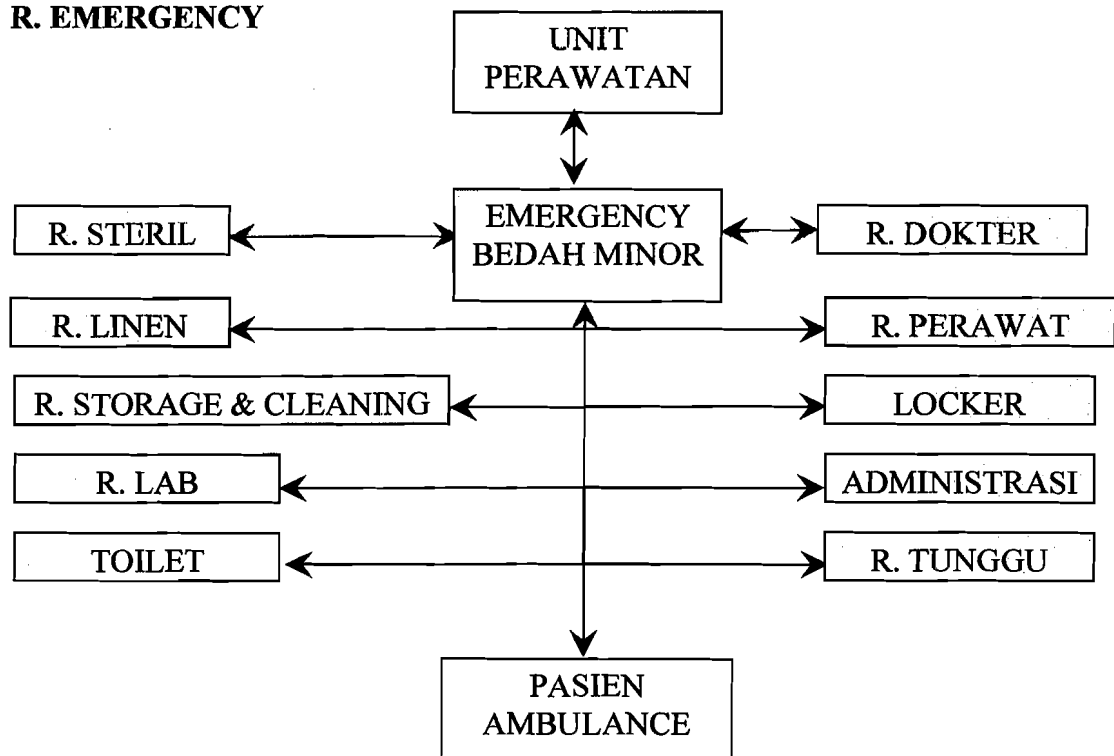 R. EMERGENCY
UNIT
PERAWATAN
R. STERIL
EMERGENCY
BEDAH MINOR
R. DOKTER
R. LINEN
R. PERAWAT
R. STORAGE & CLEANING
LOCKER
R. LAB
ADMINISTRASI
TOILET
R. TUNGGU
PASIEN
AMBULANCE